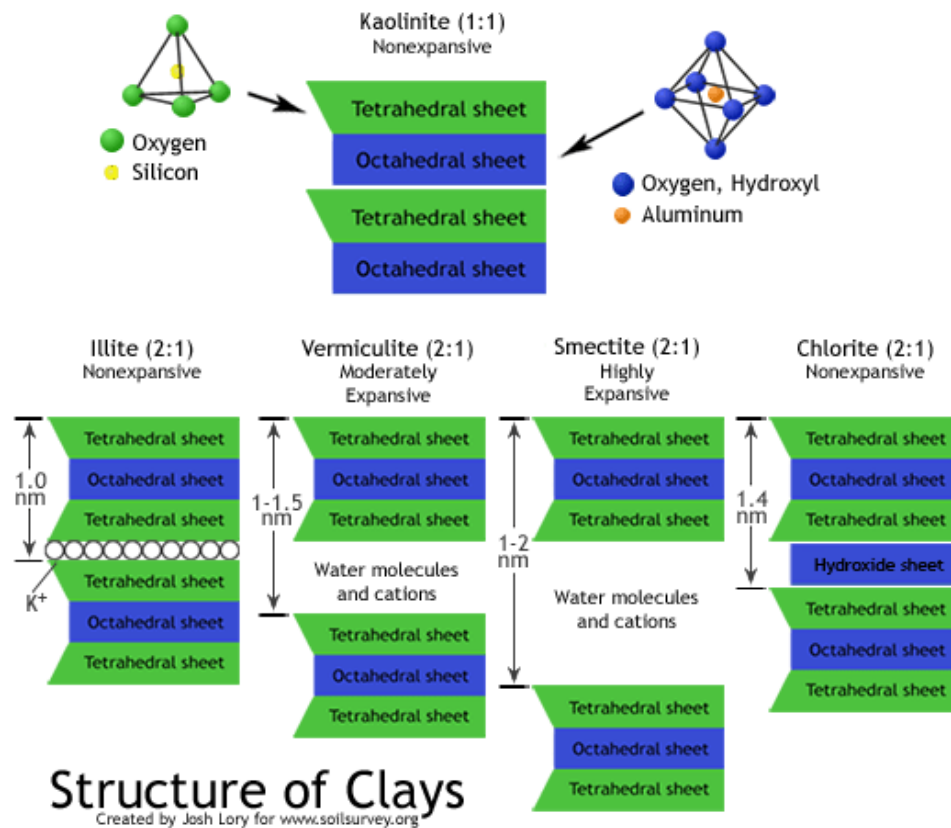 Kaolinite (1:1)
Nonexpansive
Oxygen
Silicon
Tetrahedral sheet
Octahedral sheet
Tetrahedral sheet
Octahedral sheet
Oxygen, Hydroxyl
Aluminum
Illite (2:1)
Nonexpansive
1.0
nm
Tetrahedral sheet
Octahedral sheet
Tetrahedral sheet
K+
Tetrahedral sheet
Octahedral sheet
Tetrahedral sheet
Vermiculite (2:1)
Moderately
Expansive
1-1.5
nm
Tetrahedral sheet
Octahedral sheet
Tetrahedral sheet
Water molecules
and cations
Tetrahedral sheet
Octahedral sheet
Tetrahedral sheet
Smectite (2:1)
Highly
Expansive
1-2
nm
Tetrahedral sheet
Octahedral sheet
Tetrahedral sheet
Water molecules
and cations
Tetrahedral sheet
Octahedral sheet
Tetrahedral sheet
Chlorite (2:1)
Nonexpansive
1.4
nm
Tetrahedral sheet
Octahedral sheet
Tetrahedral sheet
Hydroxide sheet
Tetrahedral sheet
Octahedral sheet
Tetrahedral sheet
Structure of Clays
Created by Josh Lory for www.soilsurvey.org